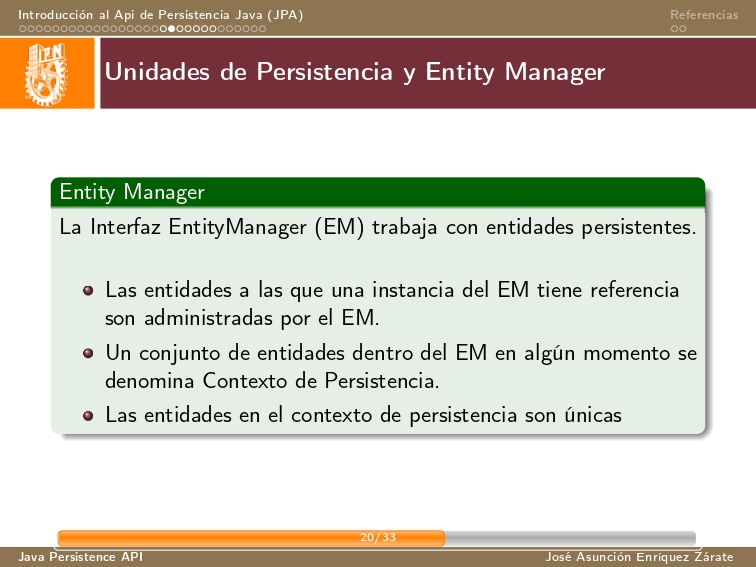 Introducción al Api de Persistencia Java (JPA)
Referencias
IPN
Unidades de Persistencia y Entity Manager
Entity Manager
La Interfaz EntityManager (EM) trabaja con entidades persistentes.
Las entidades a las que una instancia del EM tiene referencia
son administradas por el EM.
Un conjunto de entidades dentro del EM en algún momento se
denomina Contexto de Persistencia.
Las entidades en el contexto de persistencia son únicas
20/33
Java Persistence API
José Asunción Enríquez Zárate